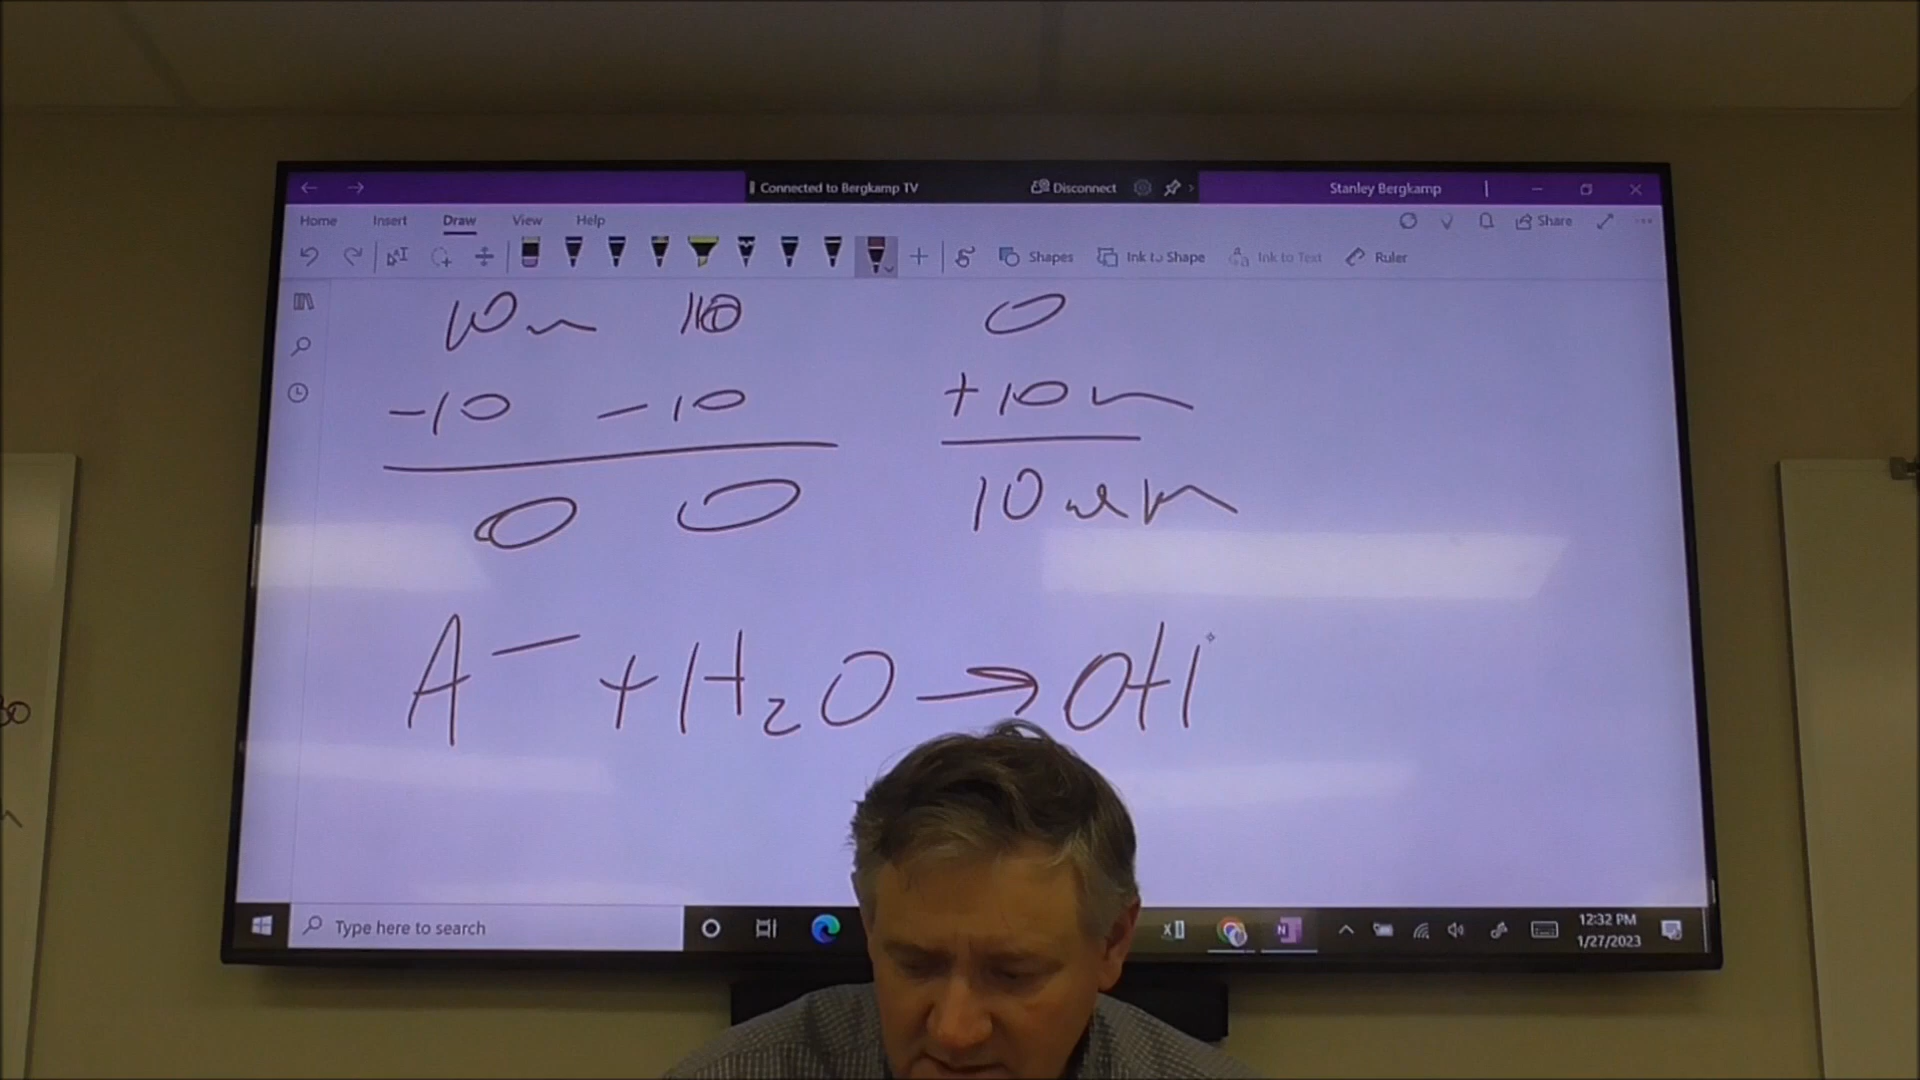 Connected to Bergkamp TV Disconnect Stanley Bergkamp
Home Insert Draw View Help Share
Shapes Ink to Shape Ink to Text Ruler
10 0
-10 -10 +10
0 0 10
A⁻ + H₂O → OH
Type here to search
12:32 PM
1/27/2023